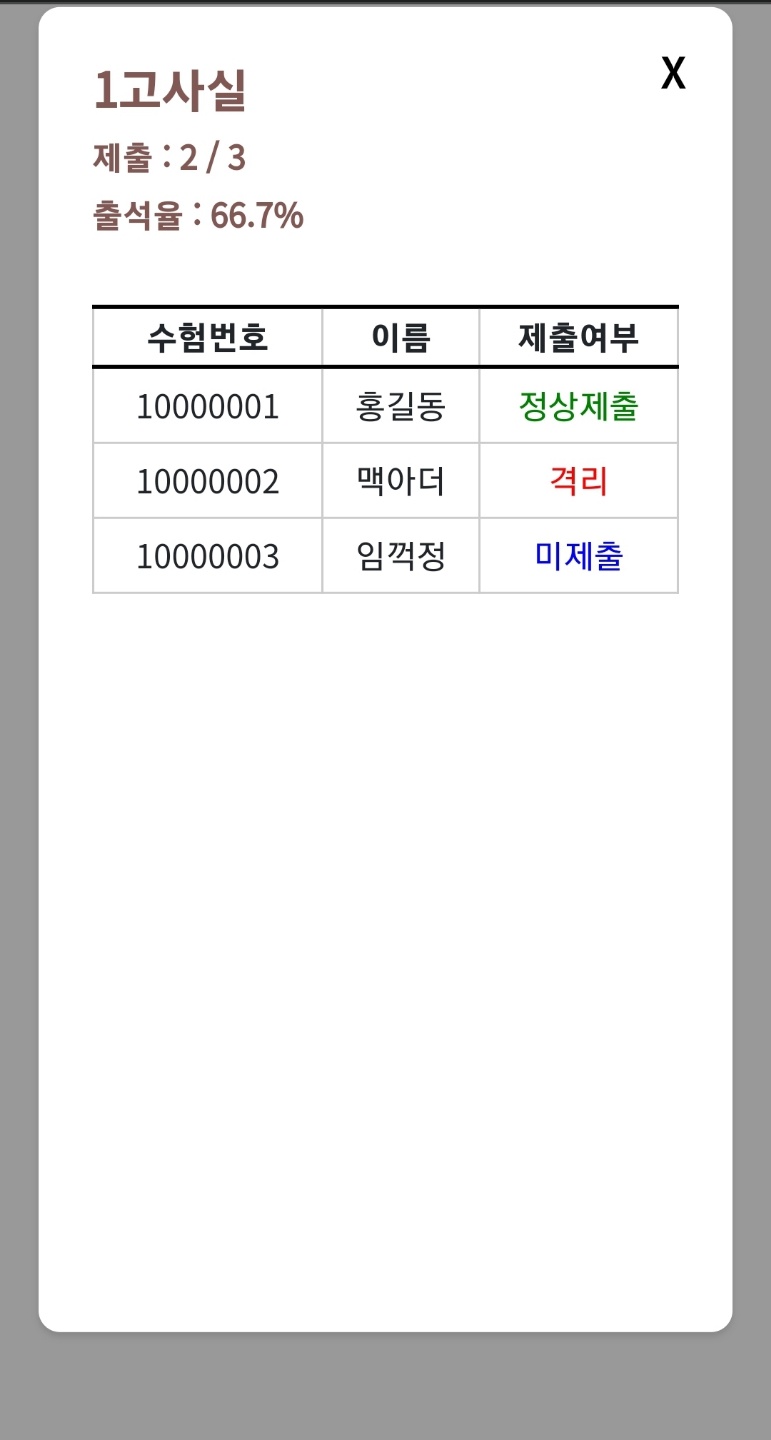 1고사실
X
제출 : 2 / 3
출석율 : 66.7%
수험번호 이름 제출여부
10000001 홍길동 정상제출
10000002 맥아더 격리
10000003 임꺽정 미제출